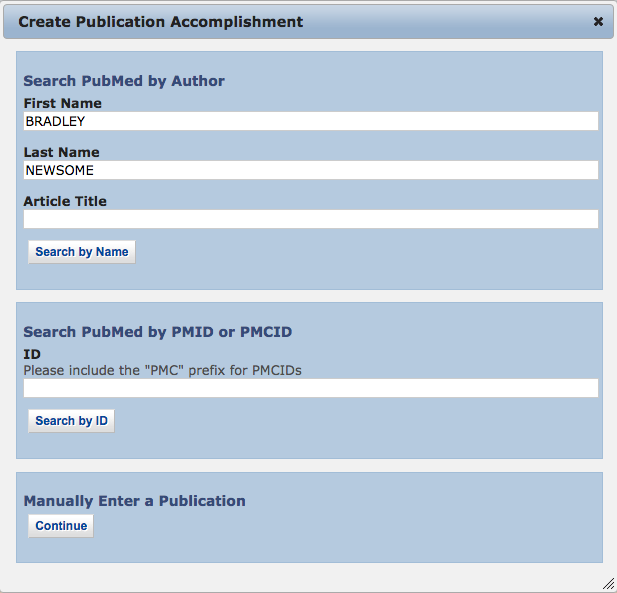 Create Publication Accomplishment
Search PubMed by Author
First Name
BRADLEY
Last Name
NEWSOME
Article Title
Search by Name
Search PubMed by PMID or PMCID
ID
Please include the "PMC" prefix for PMCIDs
Search by ID
Manually Enter a Publication
Continue